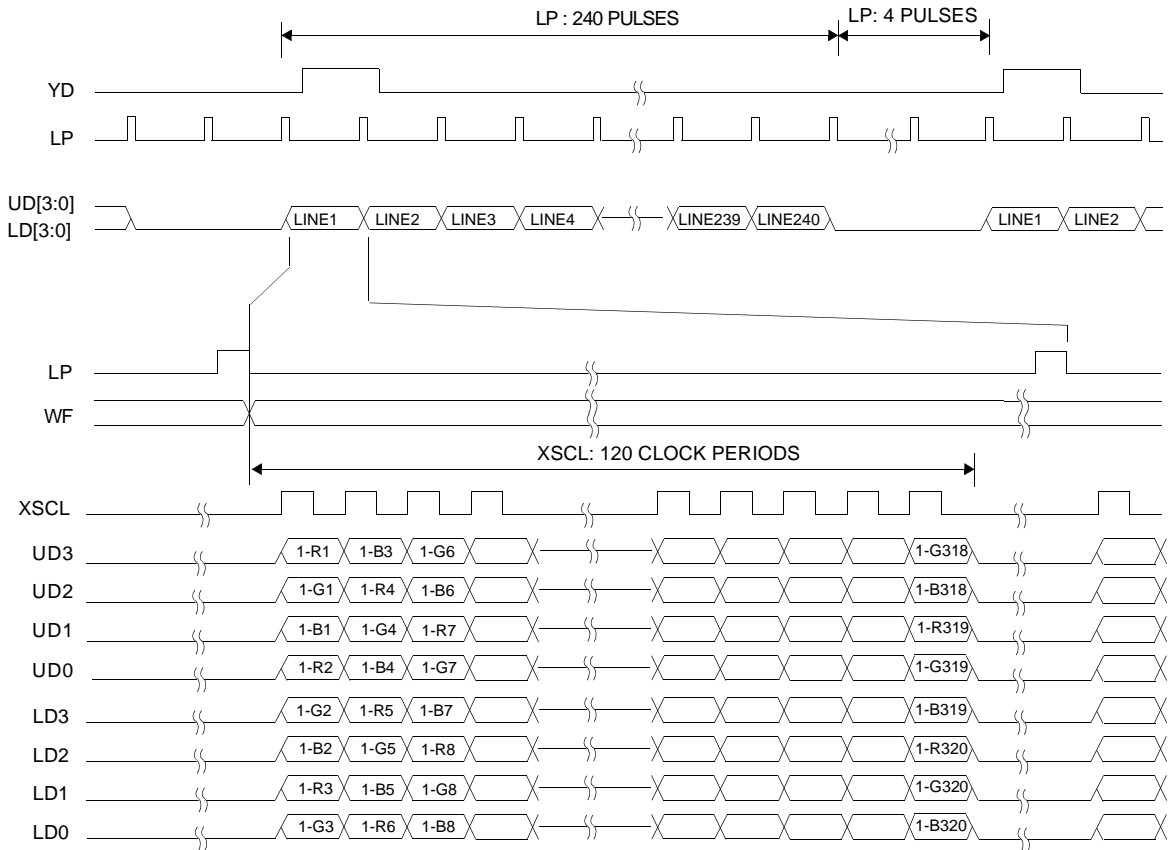 LP : 240 PULSES LP: 4 PULSES
YD
LP
UD[3:0]
LD[3:0]
LINE1 LINE2 LINE3 LINE4 LINE239 LINE240 LINE1 LINE2
LP
WF
XSCL: 120 CLOCK PERIODS
XSCL
UD3 1-R1 1-B3 1-G6 1-G318
UD2 1-G1 1-R4 1-B6 1-B318
UD1 1-B1 1-G4 1-R7 1-R319
UD0 1-R2 1-B4 1-G7 1-G319
LD3 1-G2 1-R5 1-B7 1-B319
LD2 1-B2 1-G5 1-R8 1-R320
LD1 1-R3 1-B5 1-G8 1-G320
LD0 1-G3 1-R6 1-B8 1-B320